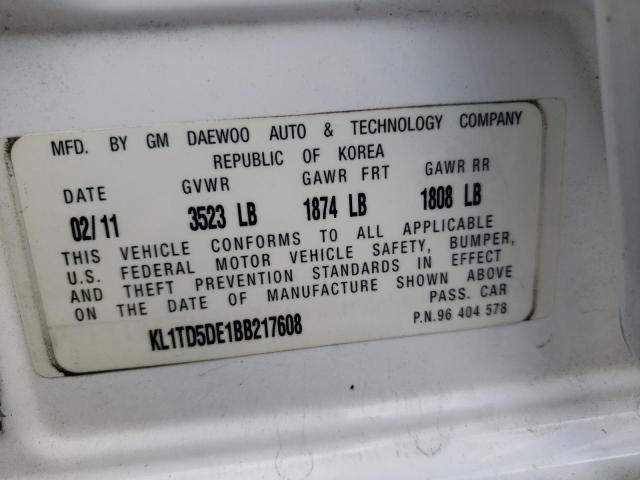 MFD. BY GM DAEWOO AUTO & TECHNOLOGY COMPANY
REPUBLIC OF KOREA
DATE GVWR GAWR FRT GAWR RR
02/11 3523 LB 1874 LB 1808 LB
THIS VEHICLE CONFORMS TO ALL APPLICABLE
U.S. FEDERAL MOTOR VEHICLE SAFETY, BUMPER,
AND THEFT PREVENTION STANDARDS IN EFFECT
ON THE DATE OF MANUFACTURE SHOWN ABOVE
PASS. CAR
KL1TD5DE1BB217608 P.N.96 404 578